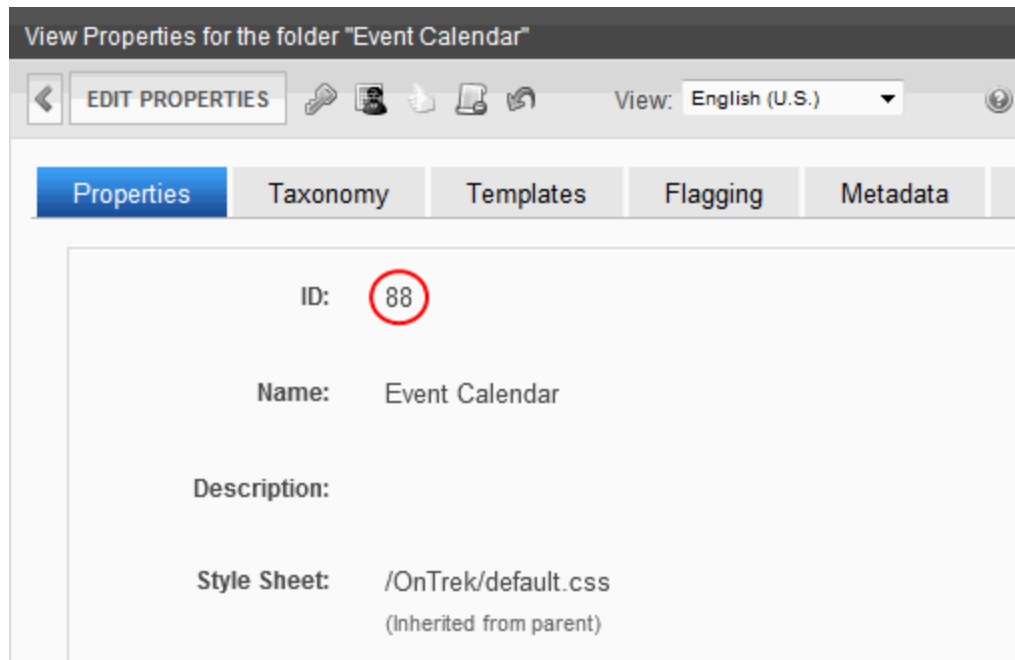 View Properties for the folder "Event Calendar"
EDIT PROPERTIES View: English (U.S.)
Properties Taxonomy Templates Flagging Metadata
ID: 88
Name: Event Calendar
Description:
Style Sheet: /OnTrek/default.css
(Inherited from parent)